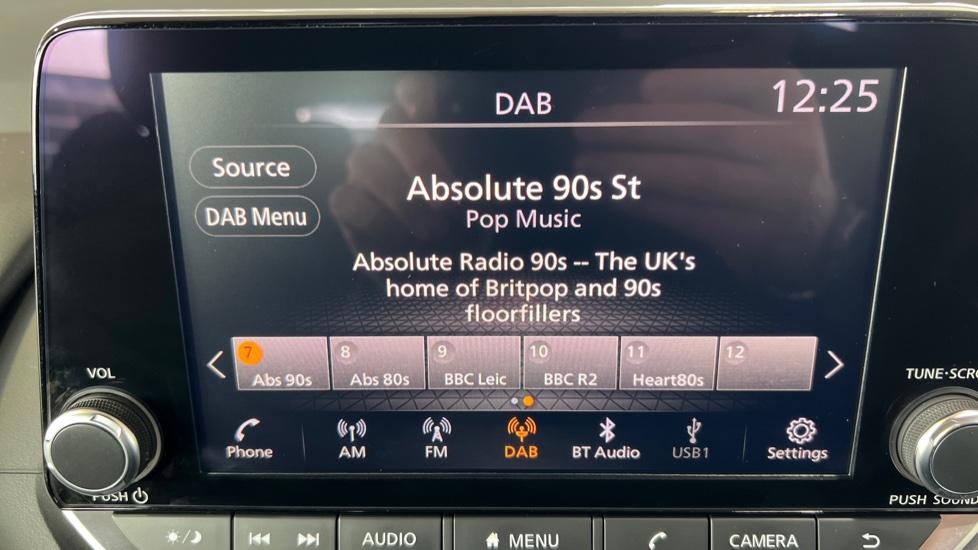 DAB
12:25
Source
DAB Menu
Absolute 90s St
Pop Music
Absolute Radio 90s -- The UK's
home of Britpop and 90s
floorfillers
7 8 9 10 11 12
Abs 90s Abs 80s BBC Leic BBC R2 Heart80s
VOL
TUNE·SCRO
Phone AM FM DAB BT Audio USB1 Settings
PUSH
PUSH SOUND
AUDIO MENU CAMERA